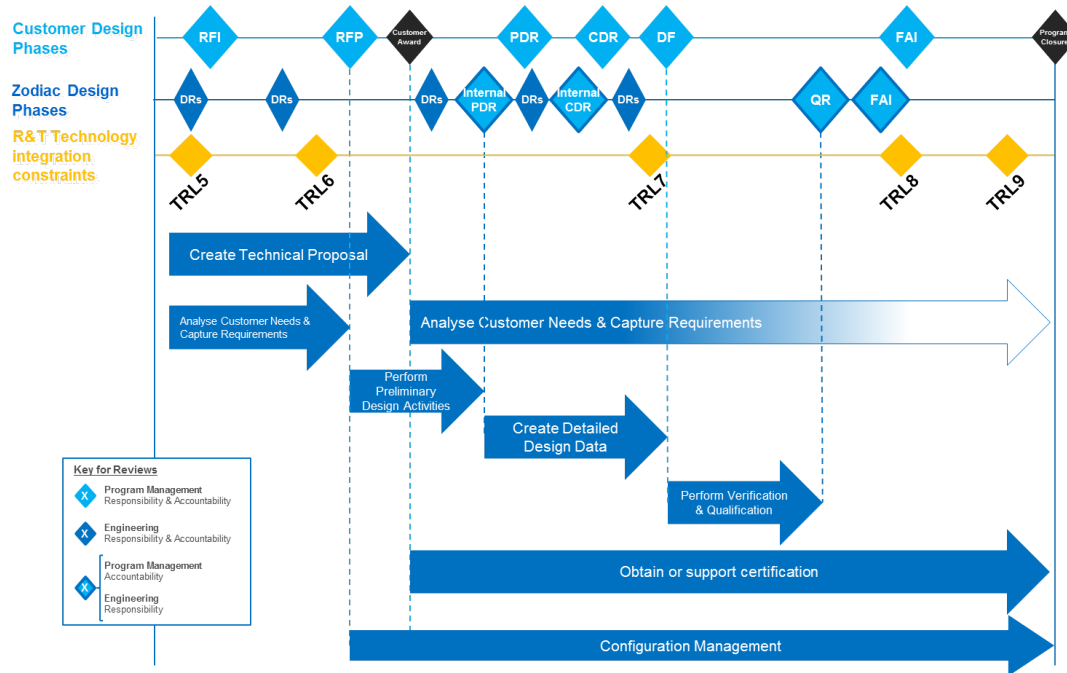 Customer Design
Phases
RFI
RFP
Customer
Award
PDR
CDR
DF
FAI
Program
Closure
Zodiac Design
Phases
DRs
DRs
DRs
Internal
PDR
DRs
Internal
CDR
DRs
QR
FAI
R&T Technology
integration
constraints
TRL5
TRL6
TRL7
TRL8
TRL9
Create Technical Proposal
Analyse Customer Needs &
Capture Requirements
Analyse Customer Needs & Capture Requirements
Perform
Preliminary
Design Activities
Create Detailed
Design Data
Perform Verification
& Qualification
Obtain or support certification
Configuration Management
Key for Reviews
X
Program Management
Responsibility & Accountability
X
Engineering
Responsibility & Accountability
X
Program Management
Accountability
Engineering
Responsibility